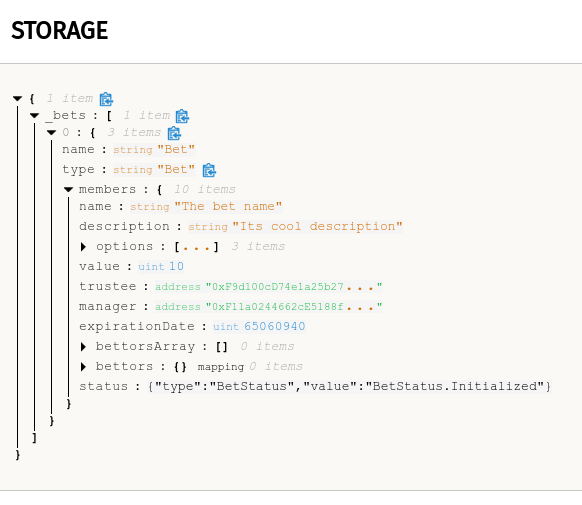 STORAGE
{ 1 item
_bets : [ 1 item
0 : { 3 items
name : string "Bet"
type : string "Bet"
members : { 10 items
name : string "The bet name"
description : string "Its cool description"
options : [...] 3 items
value : uint 10
trustee : address "0xF9d100cD74e1a25b27..."
manager : address "0xF11a0244662cE5188f..."
expirationDate : uint 65060940
bettorsArray : [] 0 items
bettors : {} mapping 0 items
status : {"type":"BetStatus","value":"BetStatus.Initialized"}
}
}
]
}